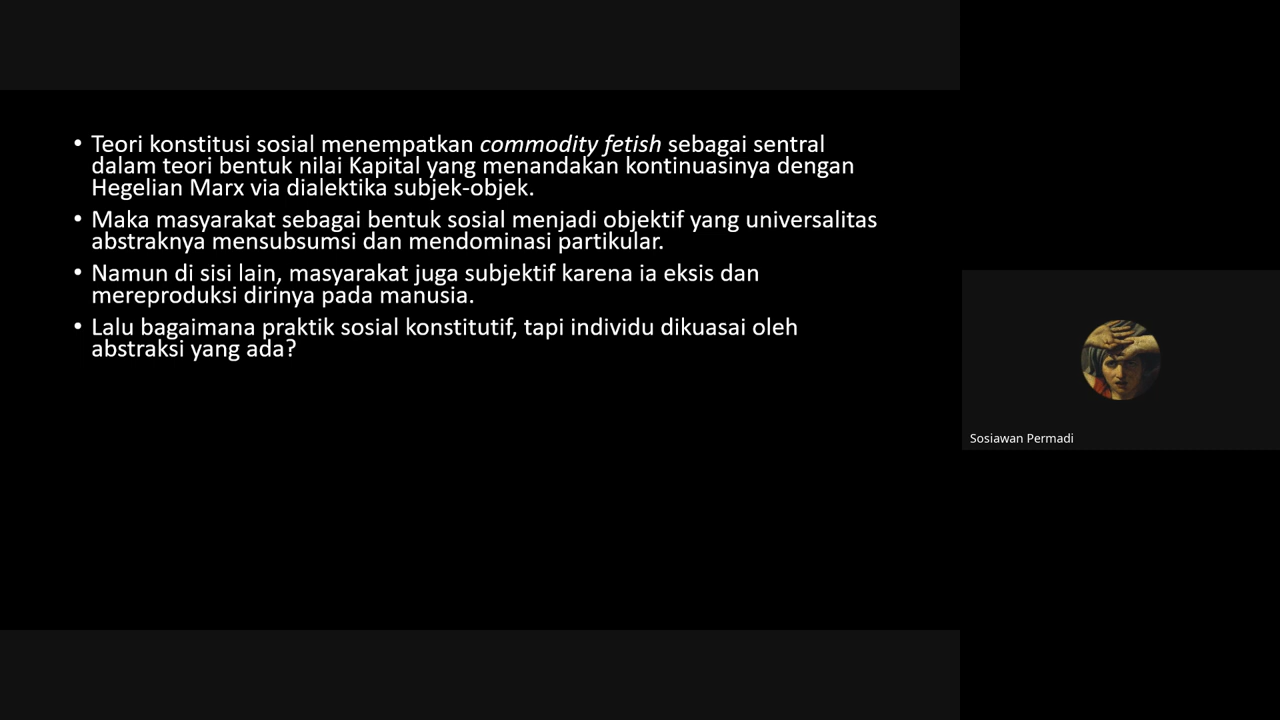 • Teori konstitusi sosial menempatkan commodity fetish sebagai sentral
dalam teori bentuk nilai Kapital yang menandakan kontinuasinya dengan
Hegelian Marx via dialektika subjek-objek.
• Maka masyarakat sebagai bentuk sosial menjadi objektif yang universalitas
abstraknya mensubsumsi dan mendominasi partikular.
• Namun di sisi lain, masyarakat juga subjektif karena ia eksis dan
mereproduksi dirinya pada manusia.
• Lalu bagaimana praktik sosial konstitutif, tapi individu dikuasai oleh
abstraksi yang ada?
Sosiawan Permadi